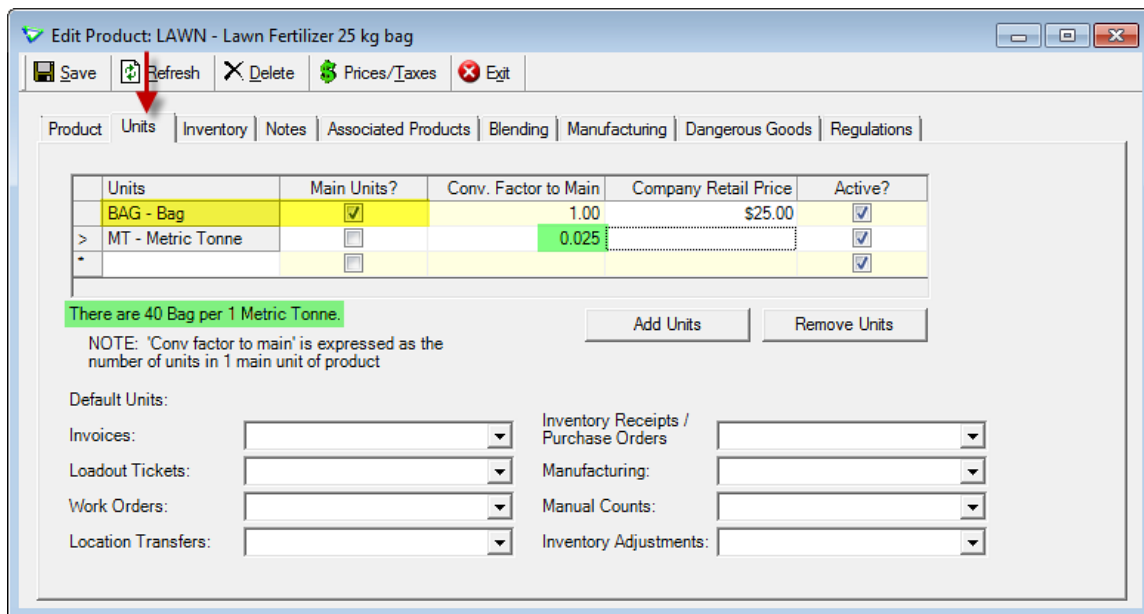 Edit Product: LAWN - Lawn Fertilizer 25 kg bag
Save Refresh Delete Prices/Taxes Exit
Product Units Inventory Notes Associated Products Blending Manufacturing Dangerous Goods Regulations
Units Main Units? Conv. Factor to Main Company Retail Price Active?
BAG - Bag 1.00 $25.00
> MT - Metric Tonne 0.025
*
There are 40 Bag per 1 Metric Tonne.
Add Units Remove Units
NOTE: 'Conv factor to main' is expressed as the
number of units in 1 main unit of product
Default Units:
Invoices:
Inventory Receipts /
Purchase Orders
Loadout Tickets: Manufacturing:
Work Orders: Manual Counts:
Location Transfers: Inventory Adjustments: